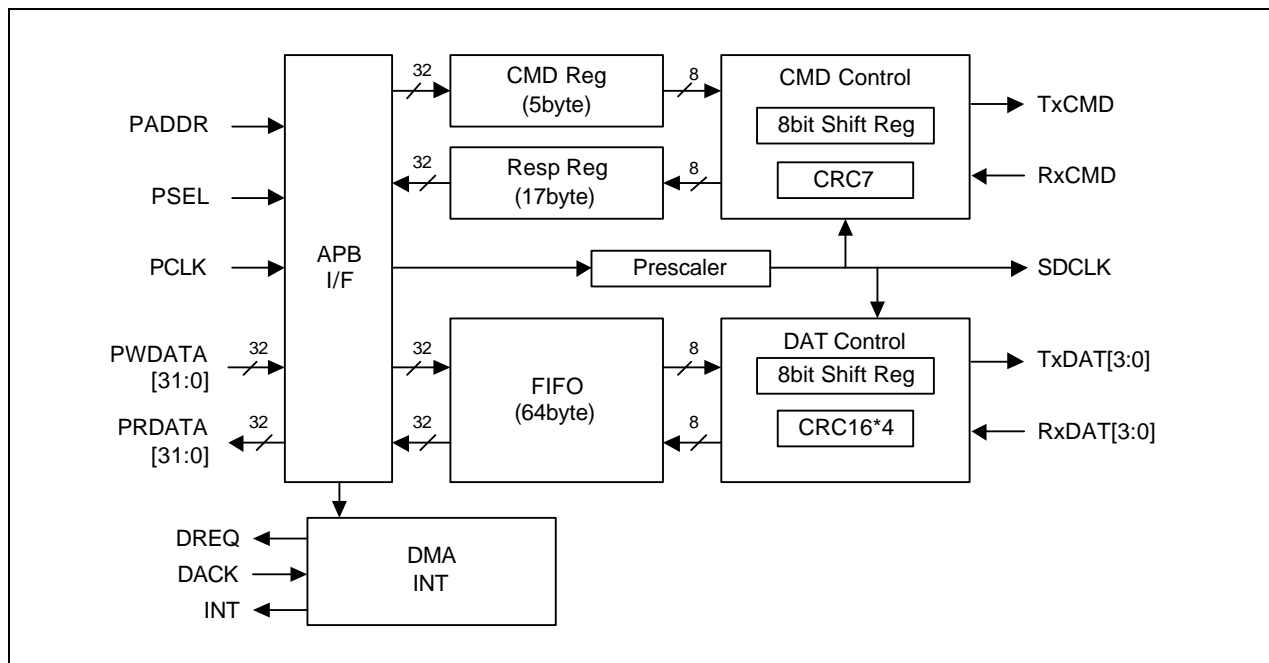 32
CMD Reg
(5byte)
8
CMD Control
8bit Shift Reg
CRC7
TxCMD
RxCMD
PADDR
PSEL
PCLK
32
Resp Reg
(17byte)
8
APB
I/F
Prescaler
SDCLK
PWDATA
[31:0]
32
PRDATA
[31:0]
32
32
32
FIFO
(64byte)
8
8
DAT Control
8bit Shift Reg
CRC16*4
TxDAT[3:0]
RxDAT[3:0]
DREQ
DACK
INT
DMA
INT